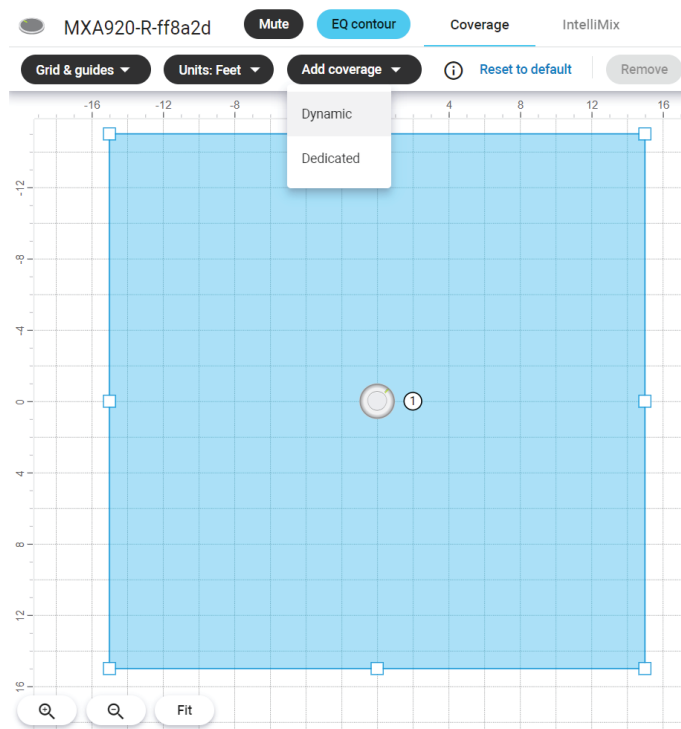 MXA920-R-ff8a2d Mute EQ contour Coverage IntelliMix
Grid & guides Units: Feet Add coverage Reset to default Remove
Dynamic
Dedicated
-16 -12 -8 4 8 12 16
-12
-8
-4
0
4
8
12
16
1
Fit